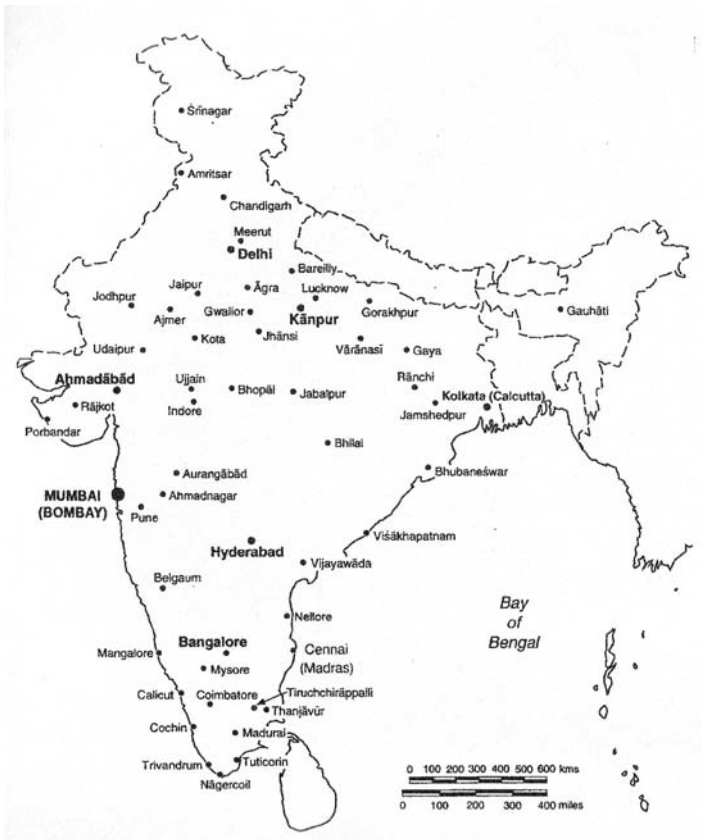 Śrīnagar
Amritsar
Chandigarh
Meerut
Delhi
Bareilly
Jaipur
Āgra
Lucknow
Jodhpur
Ajmer
Gwalior
Kānpur
Gorakhpur
Gauhāti
Jhānsi
Kota
Vārānasī
Gaya
Udaipur
Ahmadābād
Ujjain
Bhopāl
Jabalpur
Rānchi
Kolkata (Calcutta)
Rājkot
Indore
Jamshedpur
Porbandar
Bhilai
Aurangābād
Bhubaneśwar
MUMBAI
(BOMBAY)
Ahmadnagar
Pune
Viśākhapatnam
Hyderabad
Vijayawāda
Belgaum
Bay
of
Bengal
Nellore
Bangalore
Mangalore
Cennai
(Madras)
Mysore
Calicut
Coimbatore
Tiruchchirāppalli
Thanjāvūr
Cochin
Madurai
Trivandrum
Tuticorin
Nāgercoil
0 100 200 300 400 500 600 kms
0 100 200 300 400 miles